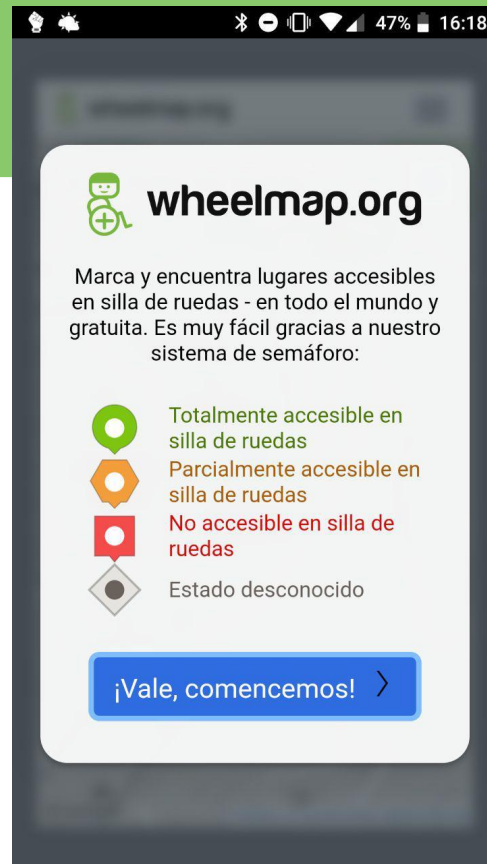 47% 16:18
wheelmap.org
Marca y encuentra lugares accesibles
en silla de ruedas - en todo el mundo y
gratuita. Es muy fácil gracias a nuestro
sistema de semáforo:
Totalmente accesible en
silla de ruedas
Parcialmente accesible en
silla de ruedas
No accesible en silla de
ruedas
Estado desconocido
¡Vale, comencemos!